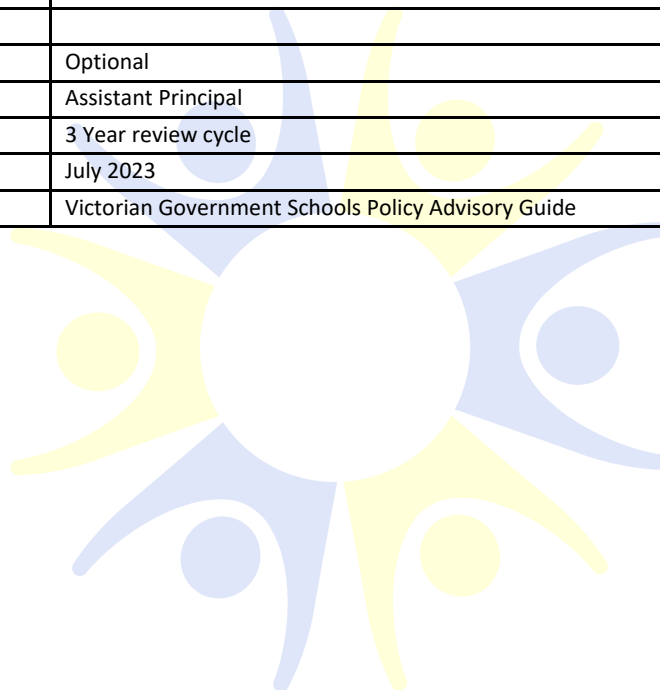 Optional
Assistant Principal
3 Year review cycle
July 2023
Victorian Government Schools Policy Advisory Guide